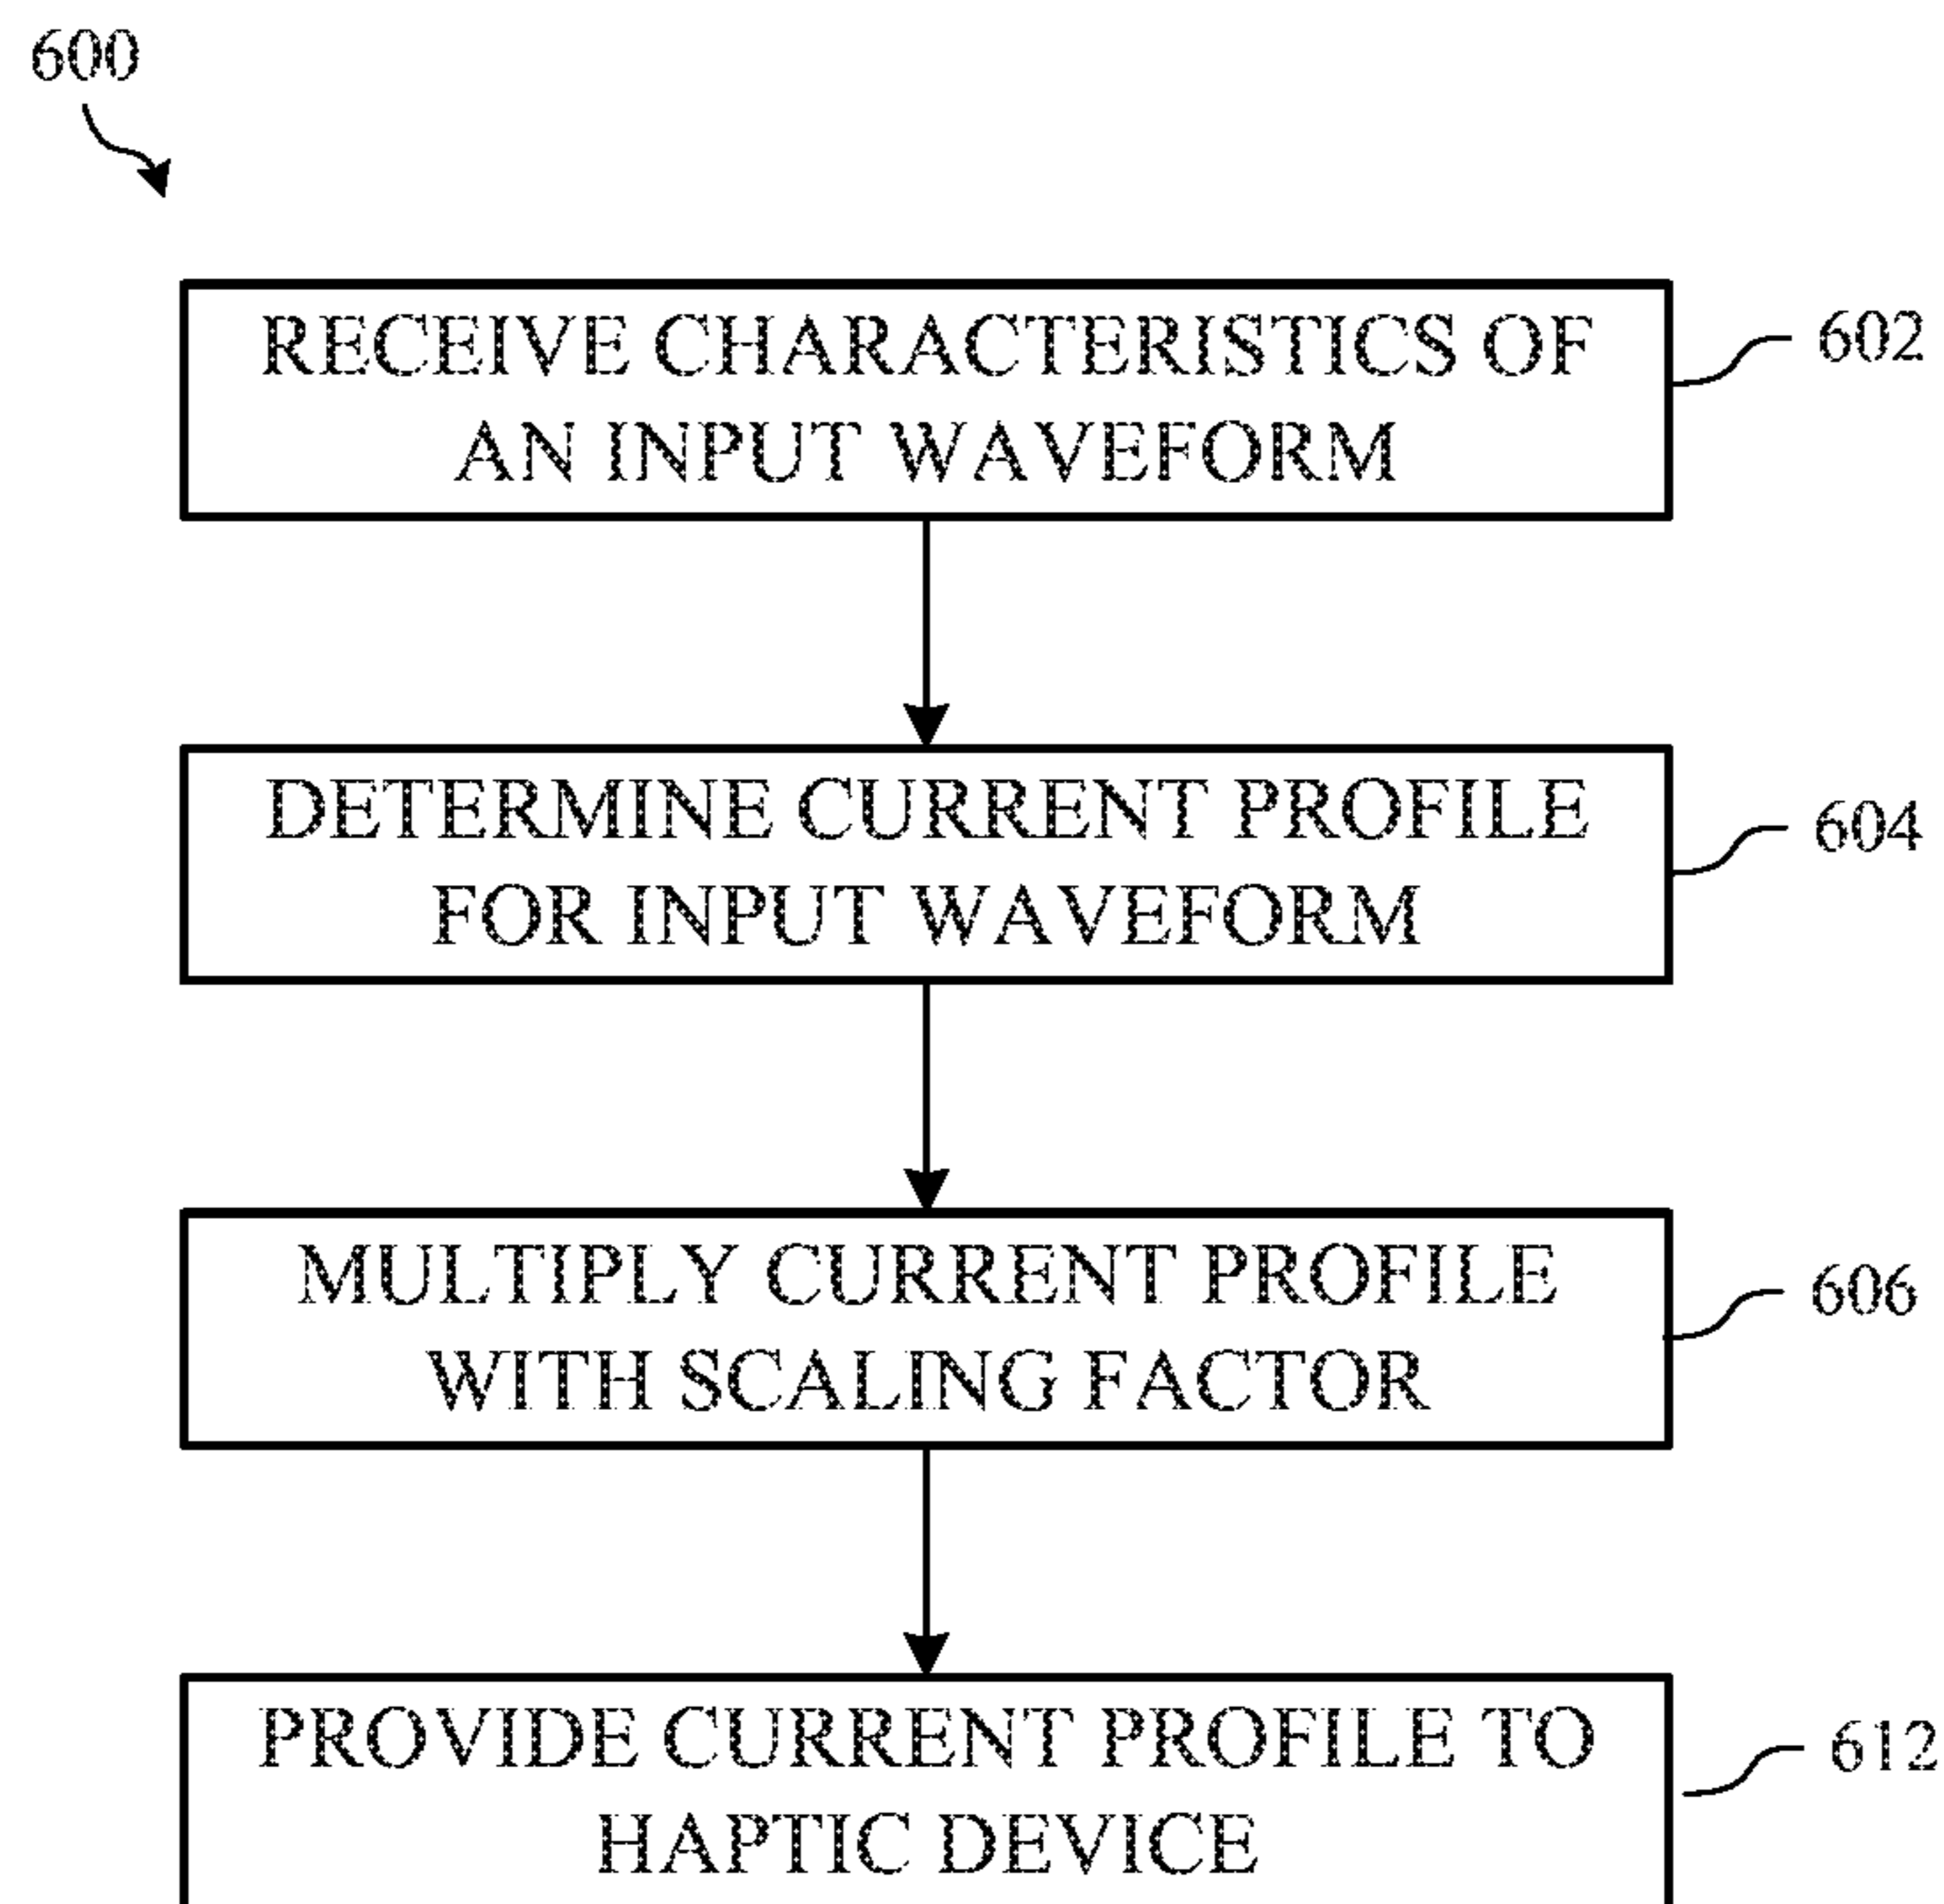 600
RECEIVE CHARACTERISTICS OF
AN INPUT WAVEFORM
602
DETERMINE CURRENT PROFILE
FOR INPUT WAVEFORM
604
MULTIPLY CURRENT PROFILE
WITH SCALING FACTOR
606
PROVIDE CURRENT PROFILE TO
HAPTIC DEVICE
612